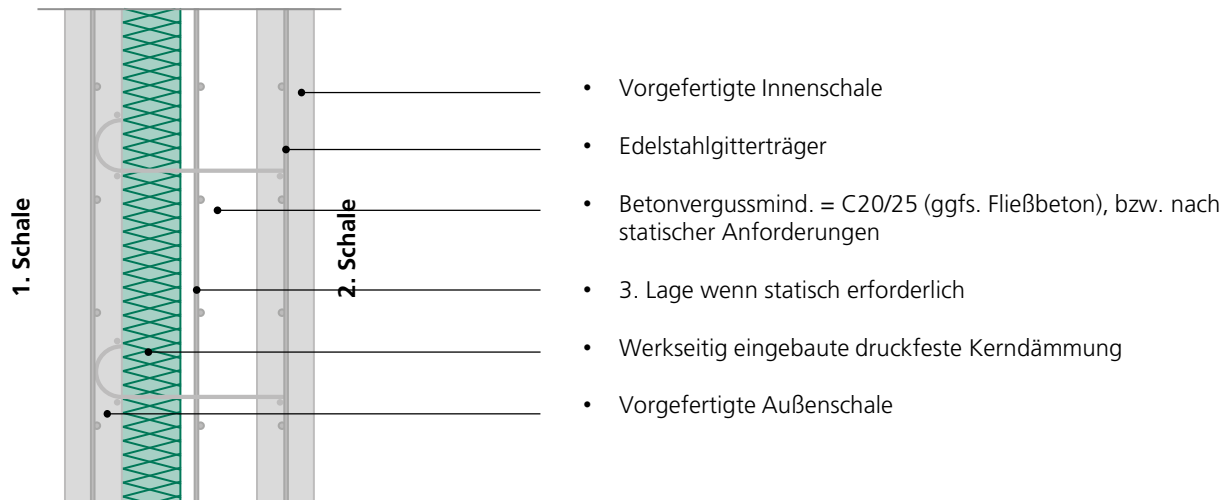 1. Schale
2. Schale
• Vorgefertigte Innenschale
• Edelstahlgitterträger
• Betonvergussmind. = C20/25 (ggfs. Fließbeton), bzw. nach
statischer Anforderungen
• 3. Lage wenn statisch erforderlich
• Werkseitig eingebaute druckfeste Kerndämmung
• Vorgefertigte Außenschale